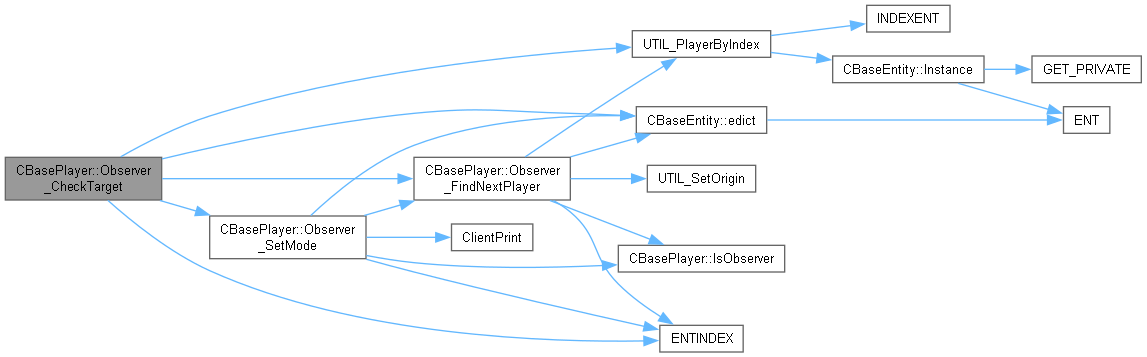 CBasePlayer::Observer
_CheckTarget
CBasePlayer::Observer
_SetMode
CBasePlayer::Observer
_FindNextPlayer
ClientPrint
UTIL_PlayerByIndex
CBaseEntity::edict
UTIL_SetOrigin
CBasePlayer::IsObserver
ENTINDEX
INDEXENT
CBaseEntity::Instance
GET_PRIVATE
ENT